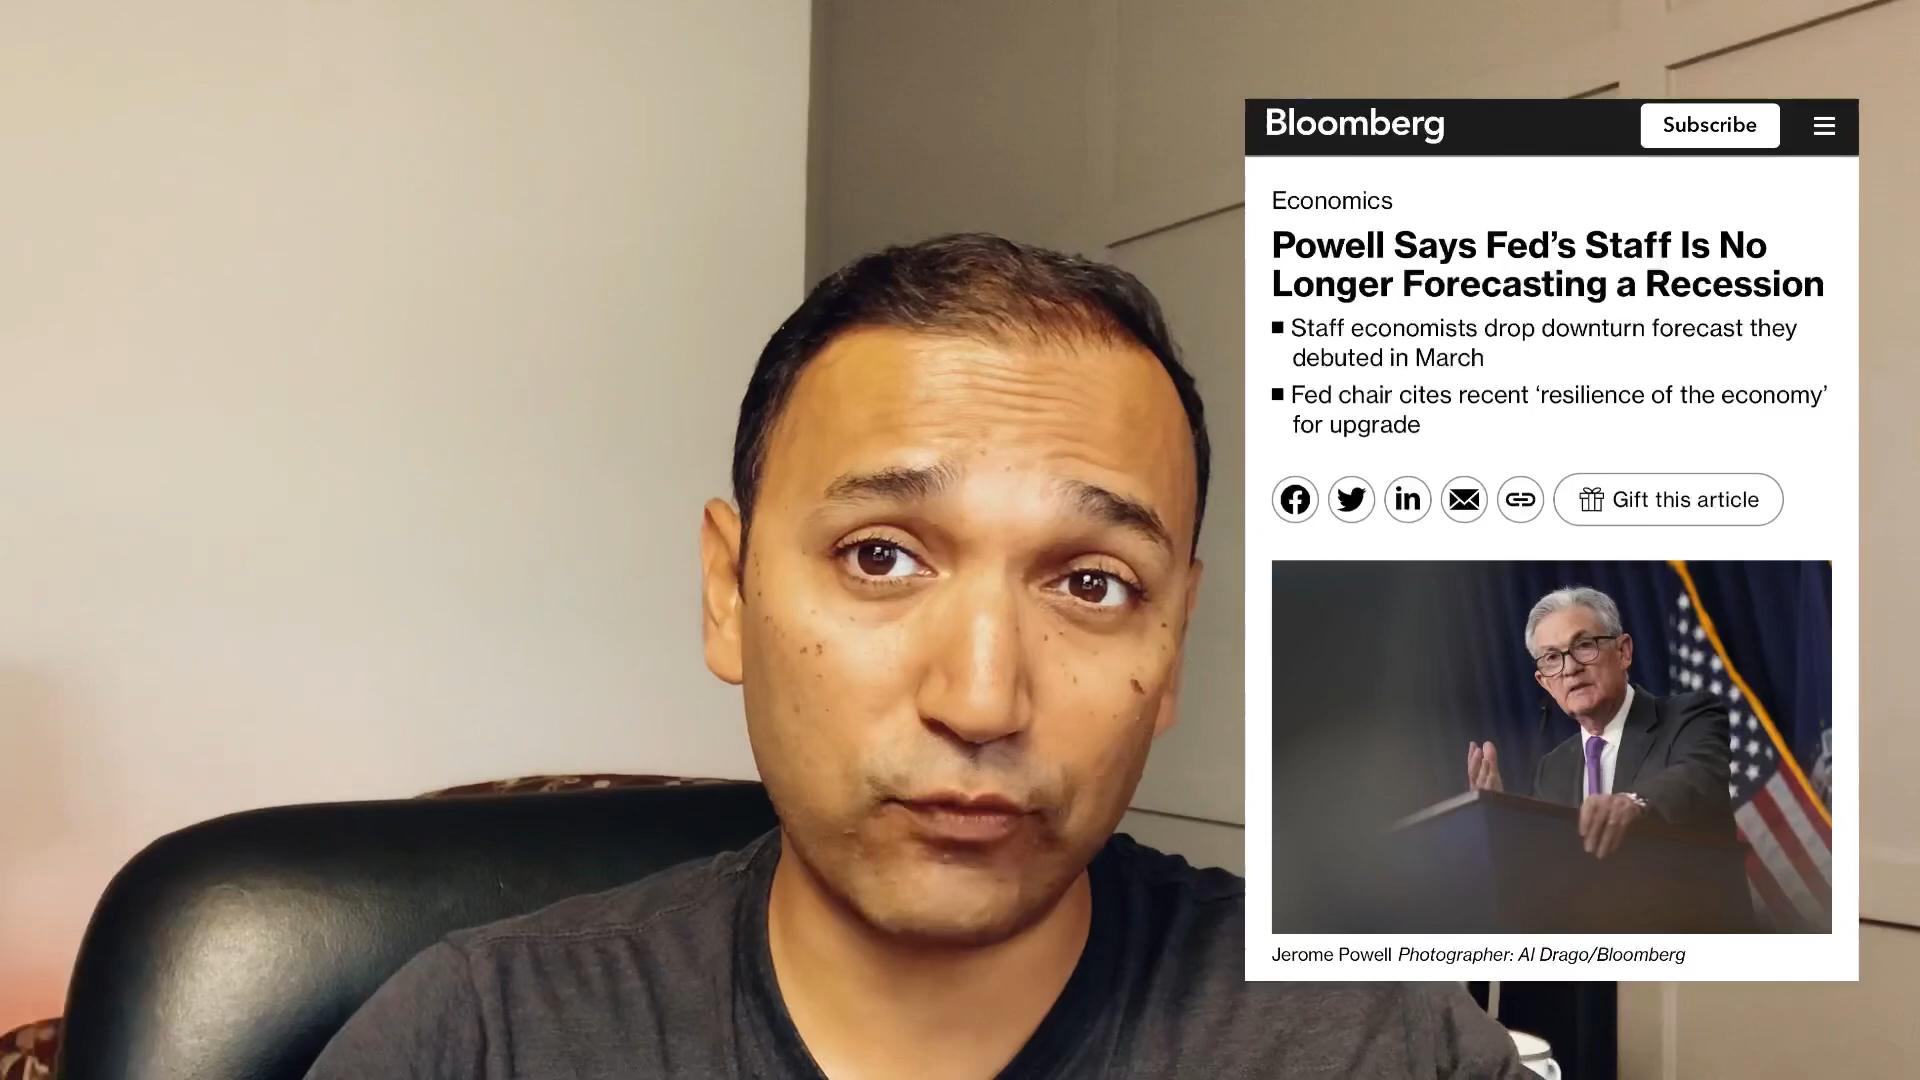 Bloomberg
Subscribe
Economics
Powell Says Fed’s Staff Is No
Longer Forecasting a Recession
Staff economists drop downturn forecast they
debuted in March
Fed chair cites recent ‘resilience of the economy’
for upgrade
Gift this article
Jerome Powell Photographer: Al Drago/Bloomberg